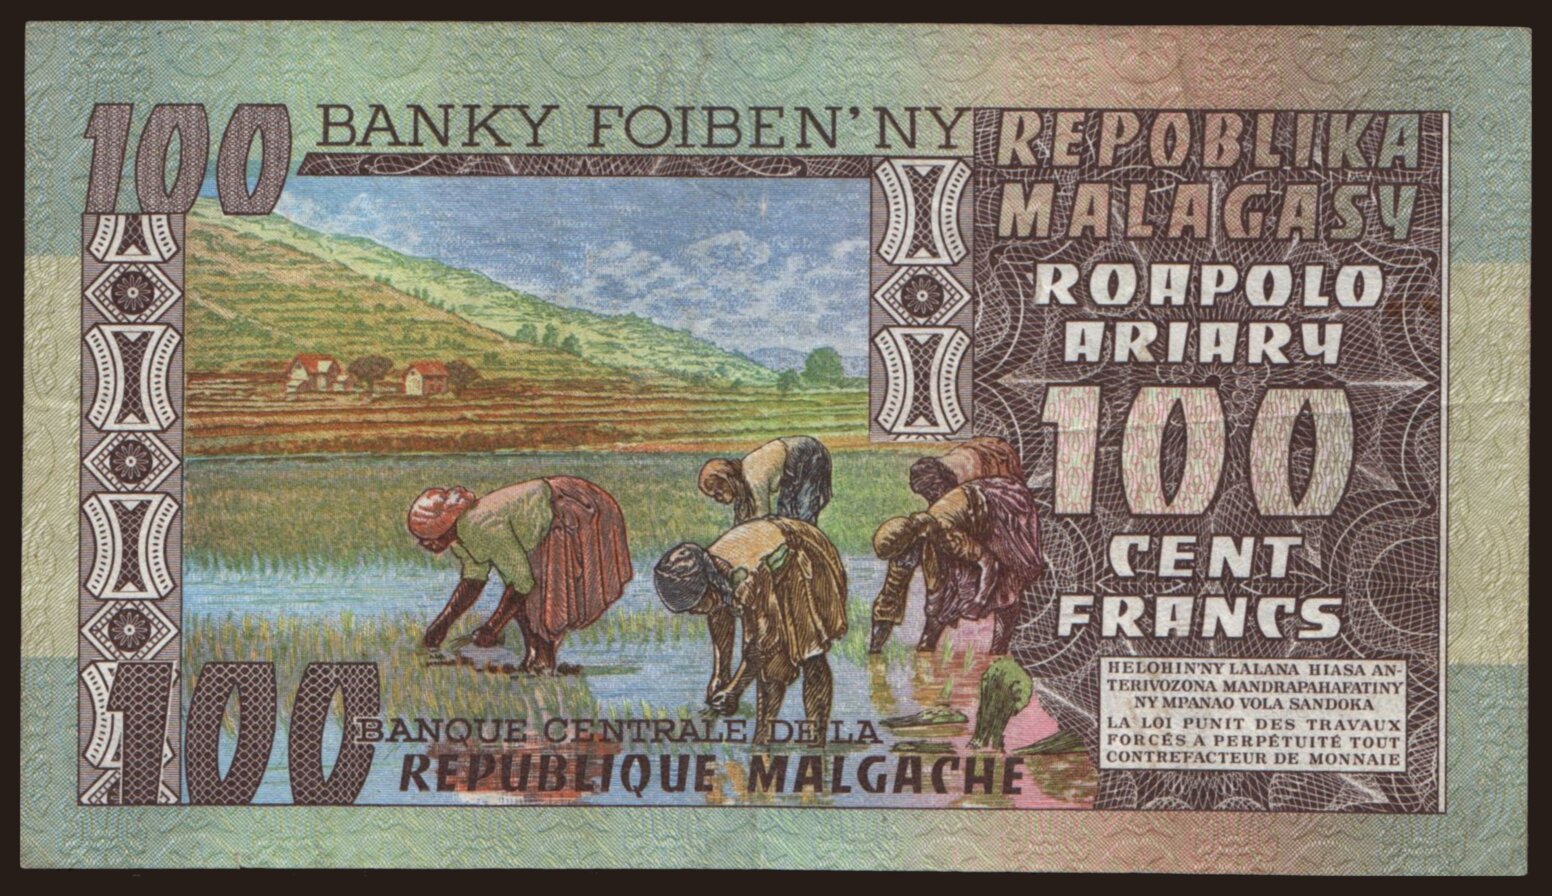 100 BANKY FOIBEN'NY
REPOBLIKA
MALAGASY
ROAPOLO
ARIARY
100
CENT
FRANCS
HELOHIN'NY LALANA HIASA AN-
TERIVOZONA MANDRAPAHAFATINY
NY MPANAO VOLA SANDOKA
LA LOI PUNIT DES TRAVAUX
FORCÉS A PERPÉTUITÉ TOUT
CONTREFACTEUR DE MONNAIE
100
BANQUE CENTRALE DE LA
REPUBLIQUE MALGACHE